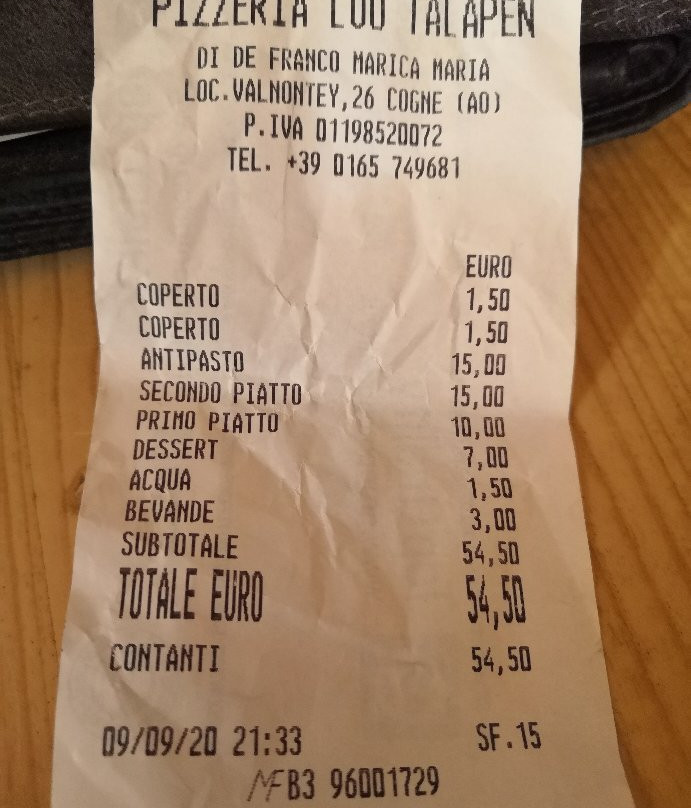 PIZZERIA LOU TALAPEN
DI DE FRANCO MARICA MARIA
LOC.VALNONTEY,26 COGNE (AO)
P.IVA 01198520072
TEL. +39 0165 749681
EURO
COPERTO 1,50
COPERTO 1,50
ANTIPASTO 15,00
SECONDO PIATTO 15,00
PRIMO PIATTO 10,00
DESSERT 7,00
ACQUA 1,50
BEVANDE 3,00
SUBTOTALE 54,50
TOTALE EURO 54,50
CONTANTI 54,50
09/09/20 21:33 SF.15
MFB3 96001729